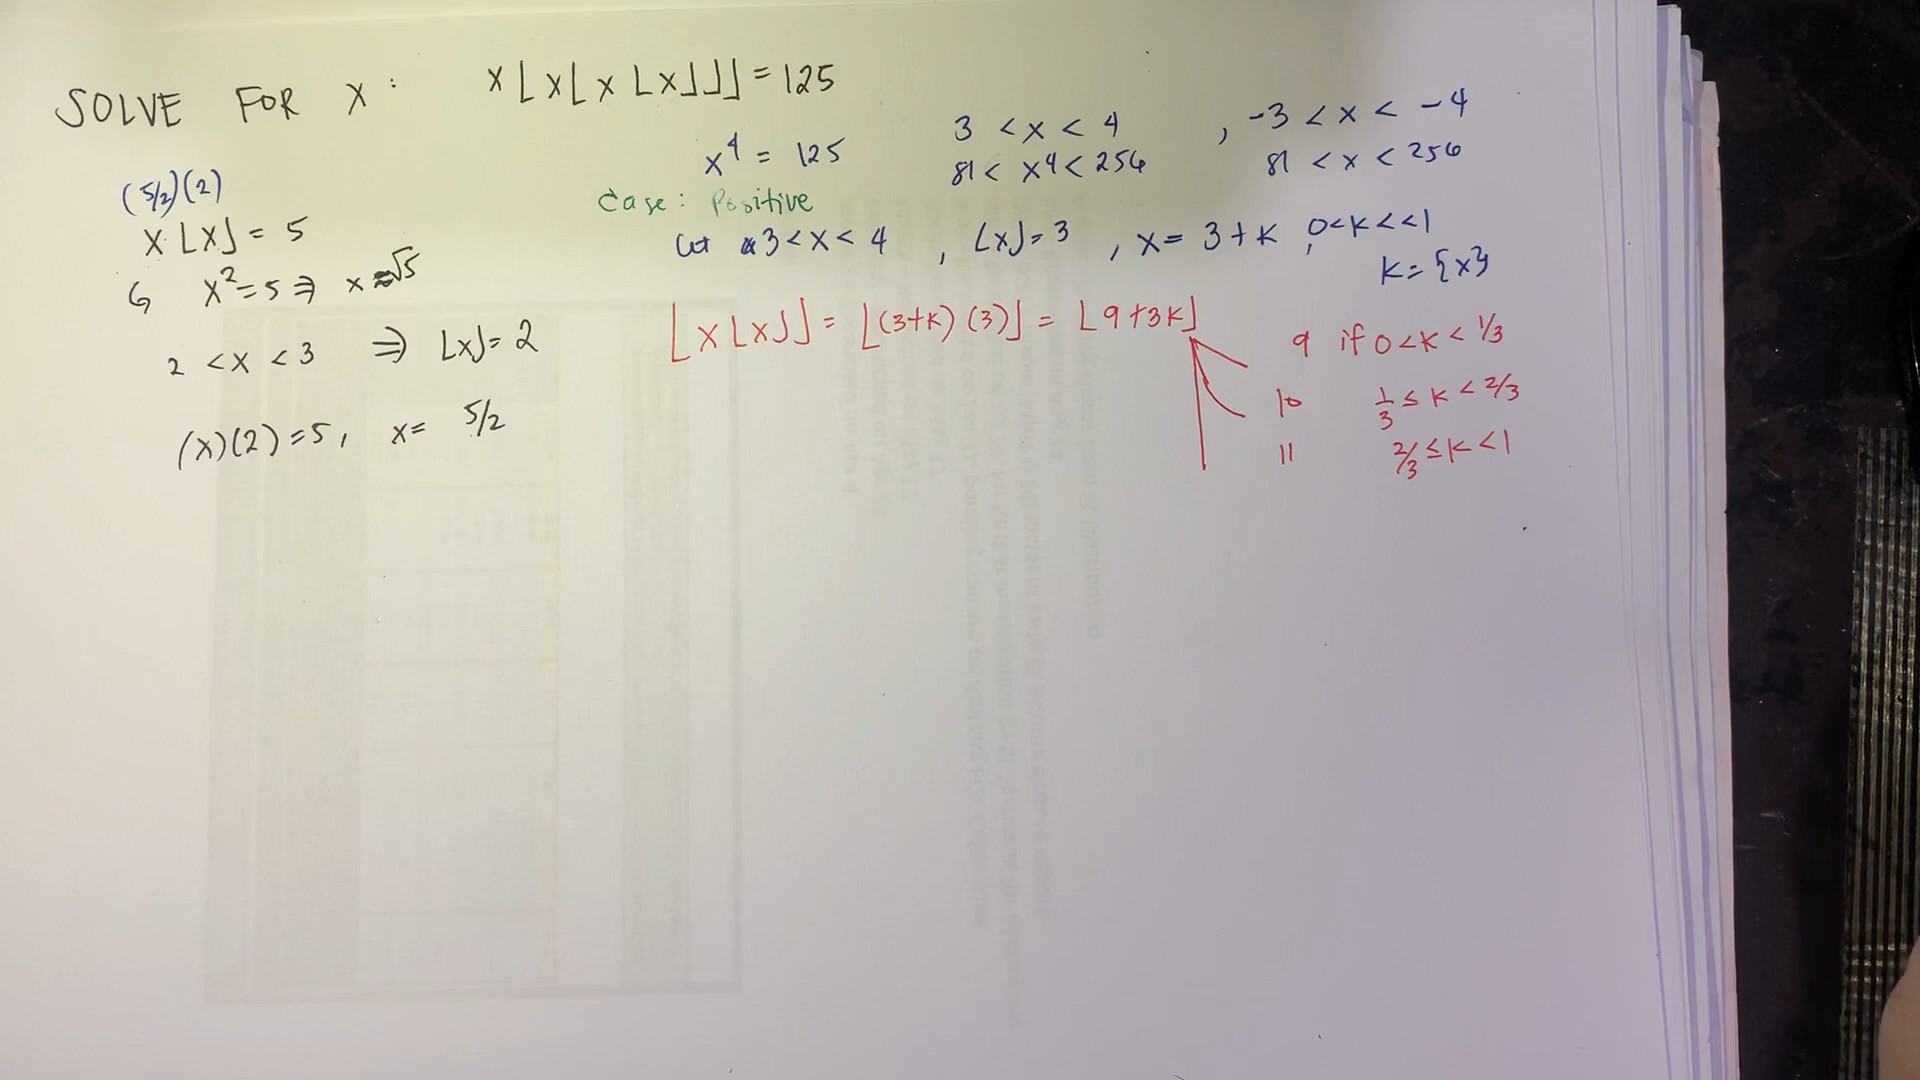 SOLVE FOR X : x⌊x⌊x⌊x⌋⌋⌋ = 125
(5/2)(2)
x⌊x⌋ = 5
↳ x² = 5 ⇒ x ≈ √5
2 < x < 3 ⇒ ⌊x⌋ = 2
(x)(2) = 5, x = 5/2
x⁴ = 125
3 < x < 4 , -3 < x < -4
81 < x⁴ < 256 81 < x < 256
Case: Positive
Let 3 < x < 4 , ⌊x⌋ = 3 , x = 3 + k , 0 < k << 1
k = {x}
⌊x⌊x⌋⌋ = ⌊(3+k)(3)⌋ = ⌊9+3k⌋
9 if 0 < k < 1/3
10 1/3 ≤ k < 2/3
11 2/3 ≤ k < 1